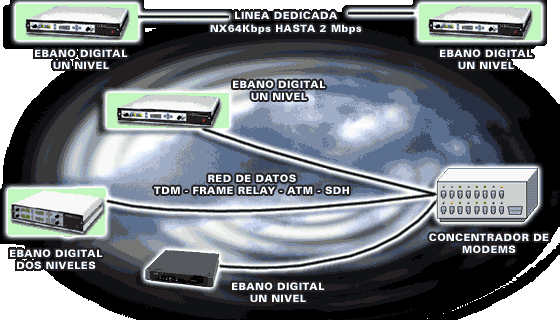 LINEA DEDICADA
NX64Kbps HASTA 2 Mbps
EBANO DIGITAL
UN NIVEL
EBANO DIGITAL
UN NIVEL
EBANO DIGITAL
UN NIVEL
RED DE DATOS
TDM - FRAME RELAY - ATM - SDH
EBANO DIGITAL
DOS NIVELES
CONCENTRADOR DE
MODEMS
EBANO DIGITAL
UN NIVEL